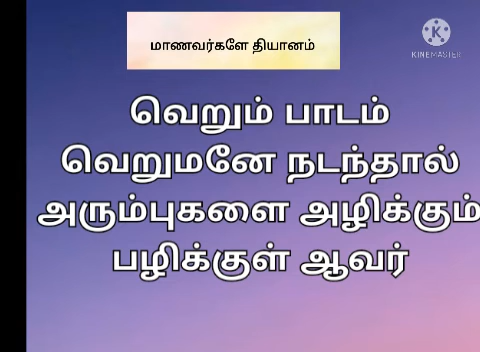 மாணவர்களே தியானம்
KINEMASTER
வெறும் பாடம்
வெறுமனே நடந்தால்
அரும்புகளை அழிக்கும்
பழிக்குள் ஆவர்